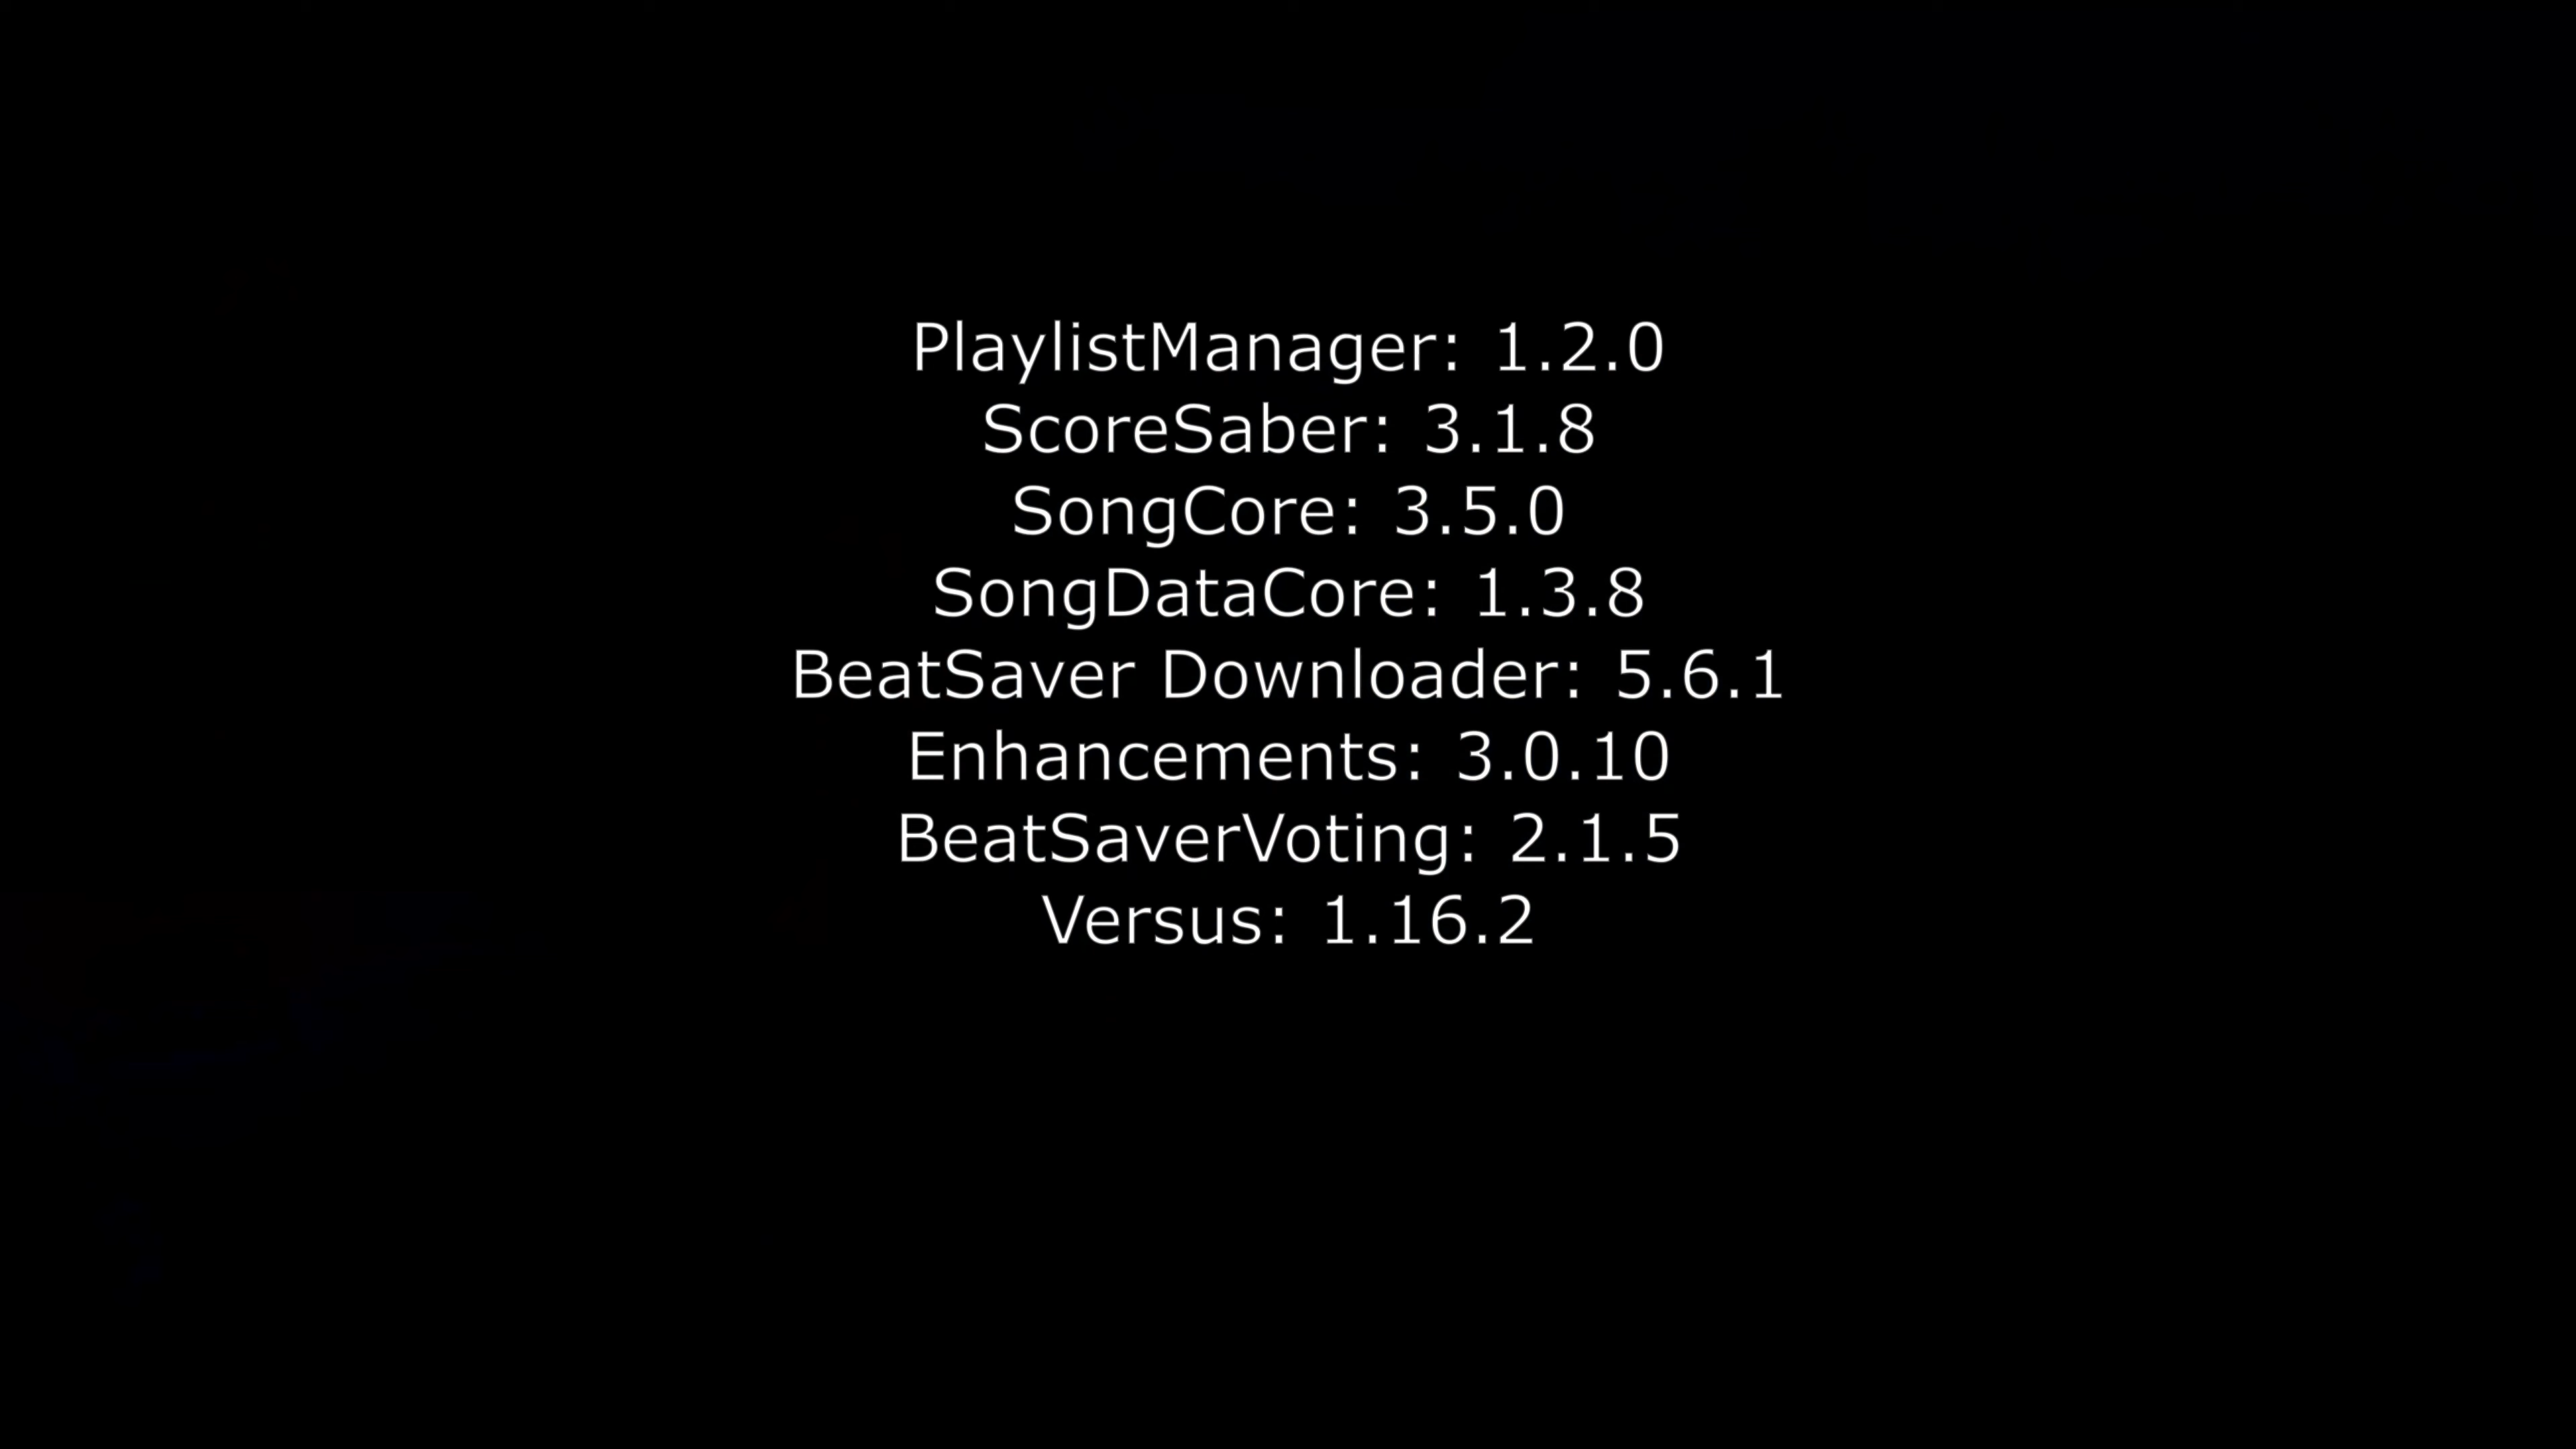 PlaylistManager: 1.2.0
ScoreSaber: 3.1.8
SongCore: 3.5.0
SongDataCore: 1.3.8
BeatSaver Downloader: 5.6.1
Enhancements: 3.0.10
BeatSaverVoting: 2.1.5
Versus: 1.16.2